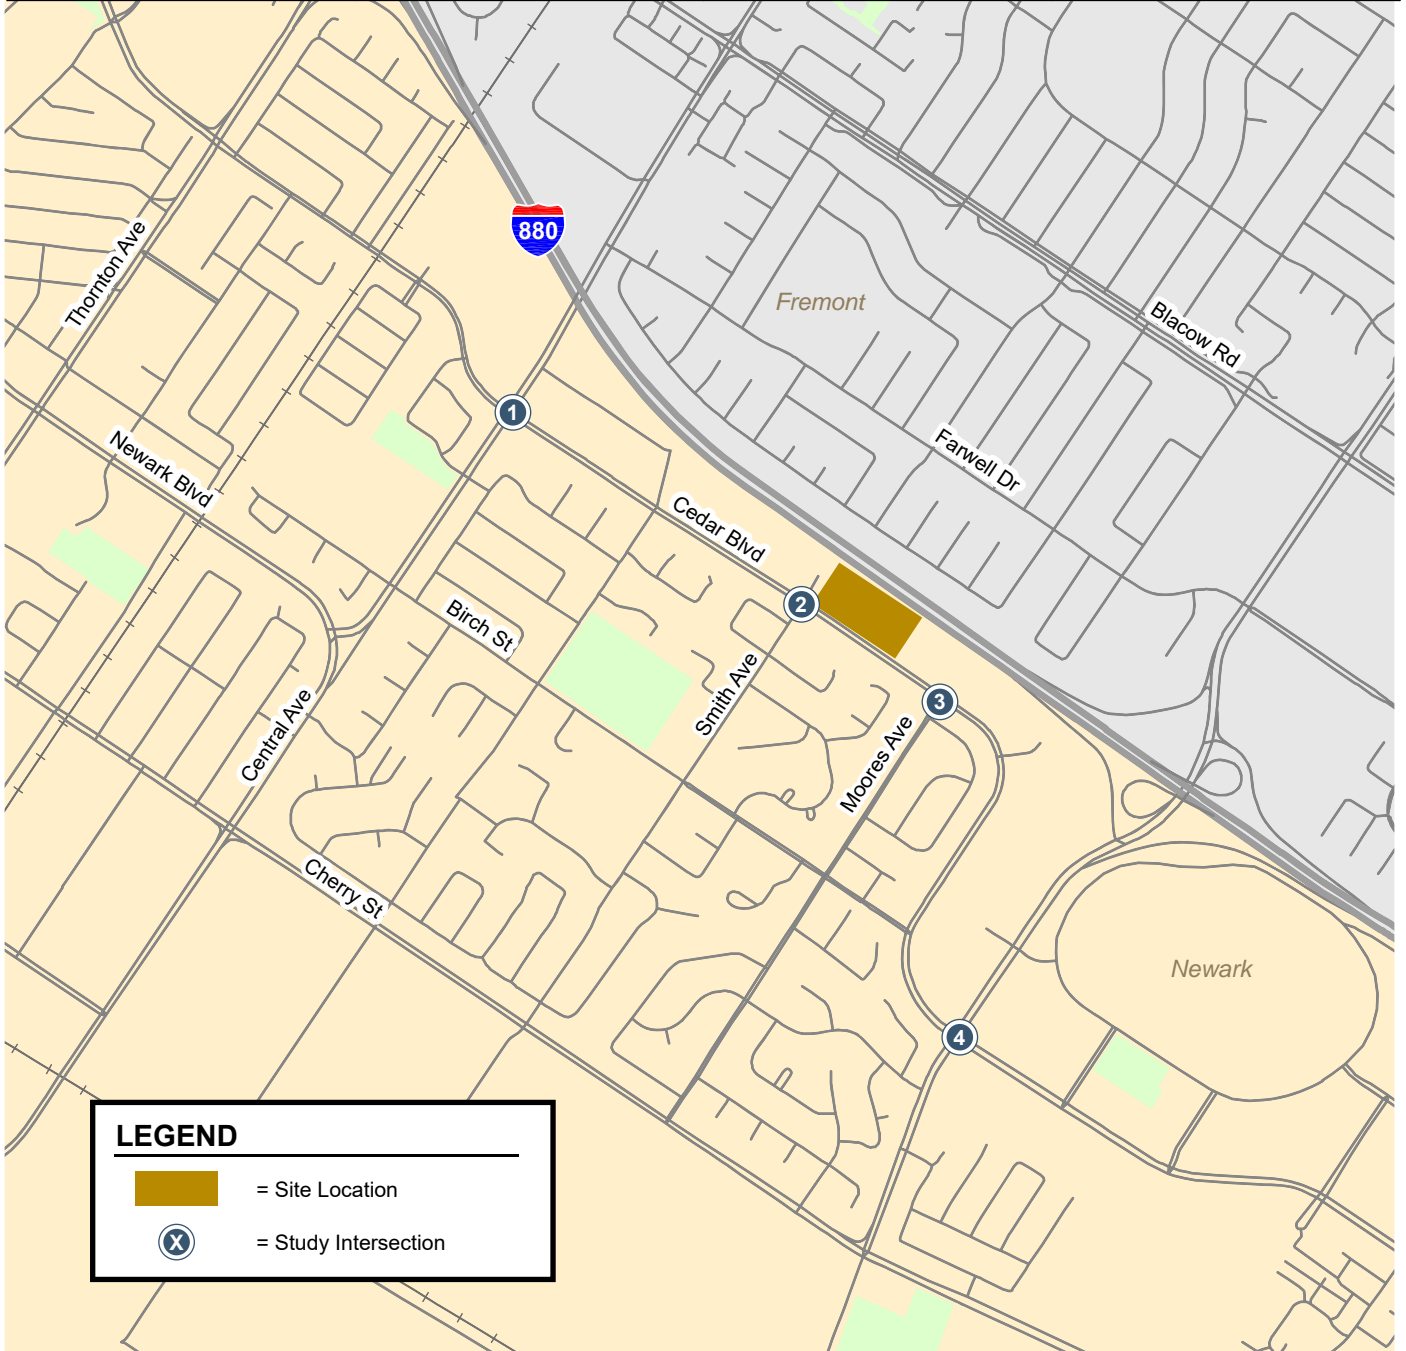 880
Thornton Ave
Fremont
Blacow Rd
1
Newark Blvd
Farwell Dr
Cedar Blvd
2
Birch St
Smith Ave
3
Central Ave
Moores Ave
Cherry St
Newark
4
LEGEND
= Site Location
X = Study Intersection